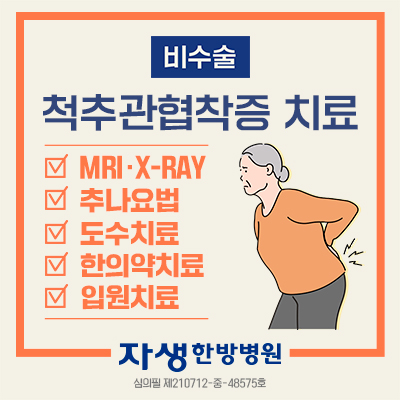 비수술
척추관협착증 치료
MRI·X-RAY
추나요법
도수치료
한의약치료
입원치료
자생한방병원
심의필 제210712-중-48575호